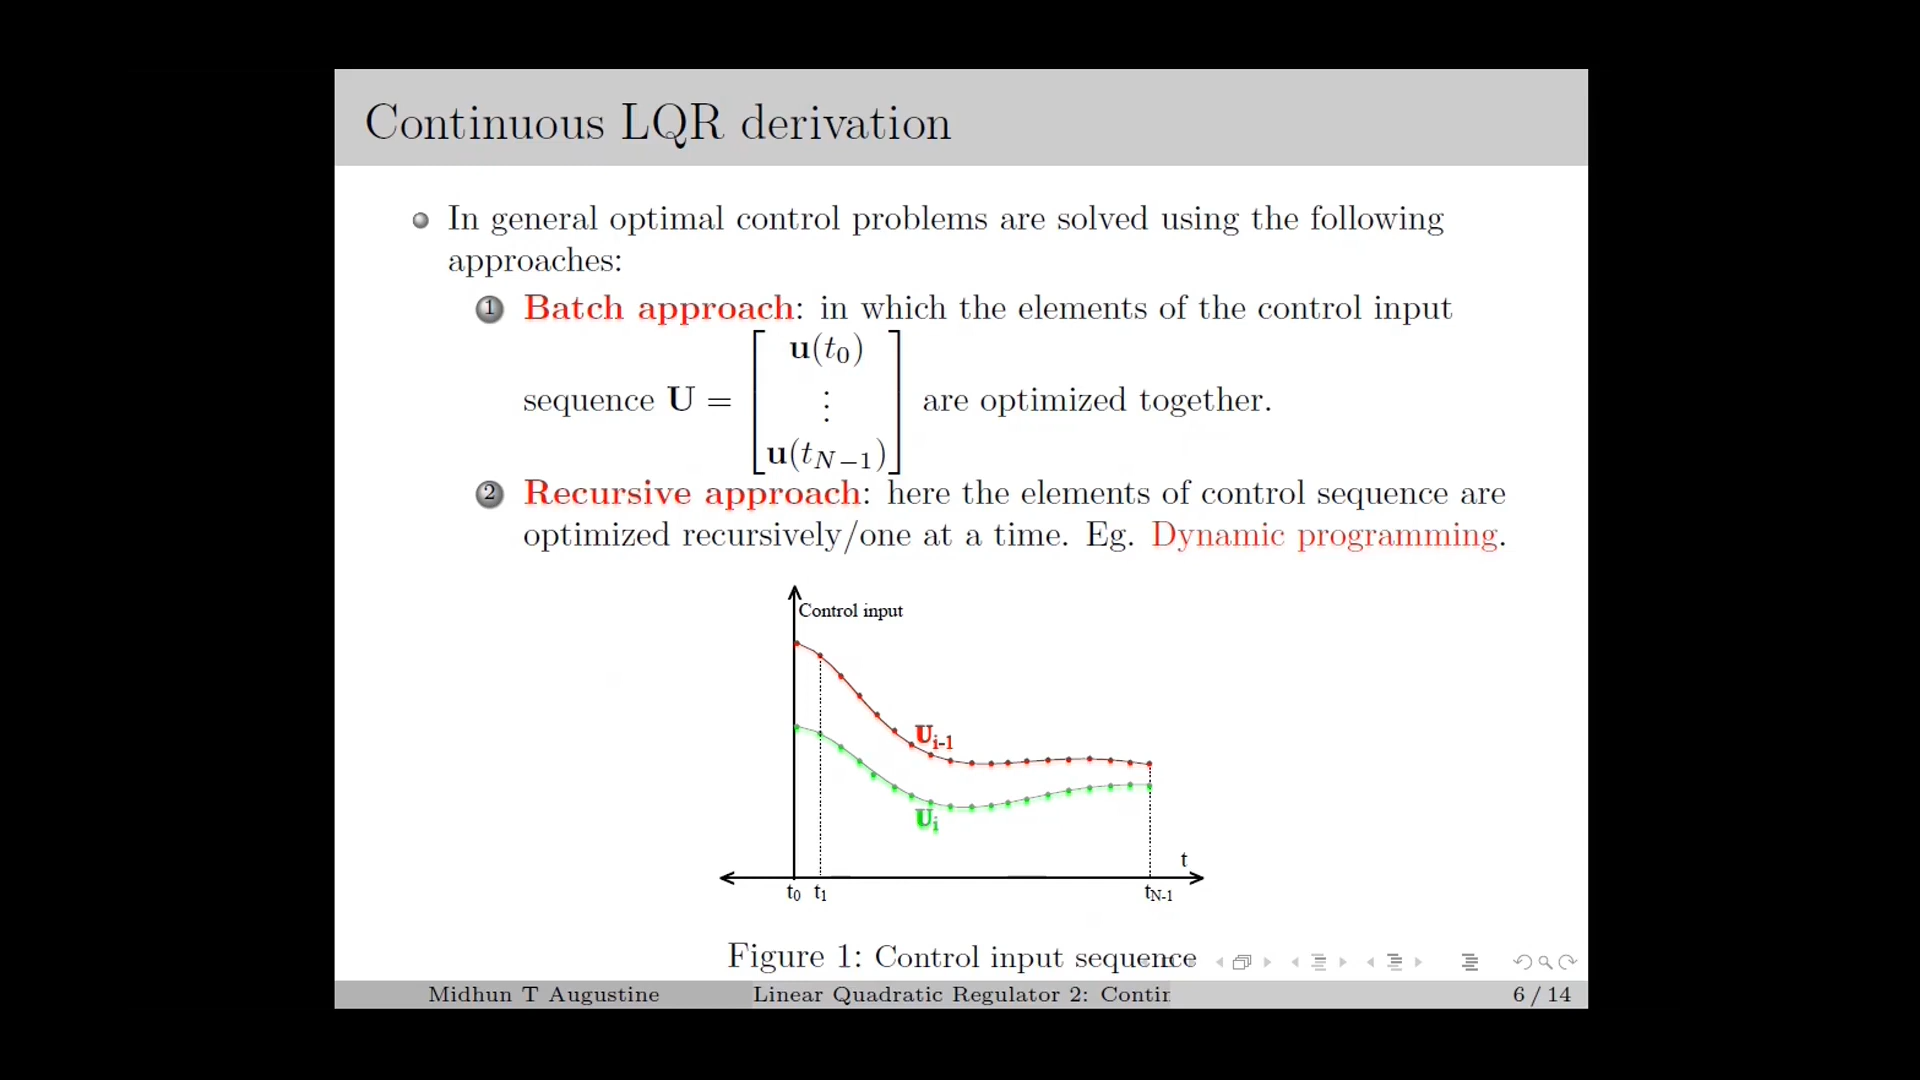 Continuous LQR derivation
In general optimal control problems are solved using the following
approaches:
1 Batch approach: in which the elements of the control input
sequence U = [ u(t0) ⋮ u(tN−1) ] are optimized together.
2 Recursive approach: here the elements of control sequence are
optimized recursively/one at a time. Eg. Dynamic programming.
Control input
Ui-1
Ui
t
t0 t1 tN-1
Figure 1: Control input sequence
Midhun T Augustine Linear Quadratic Regulator 2: Contin 6 / 14